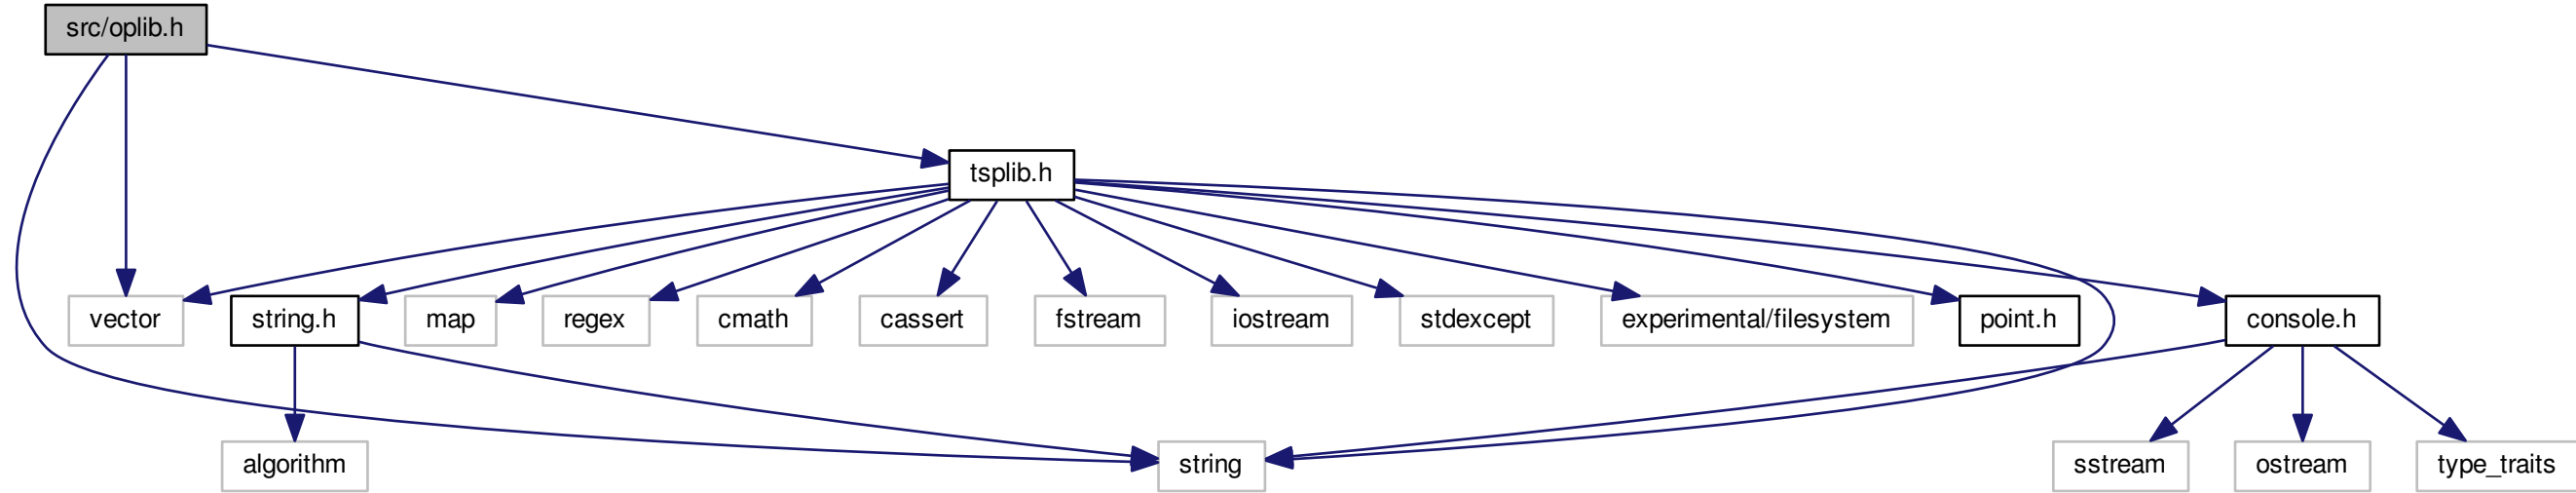 src/oplib.h
tsplib.h
vector
string.h
map
regex
cmath
cassert
fstream
iostream
stdexcept
experimental/filesystem
point.h
console.h
algorithm
string
sstream
ostream
type_traits